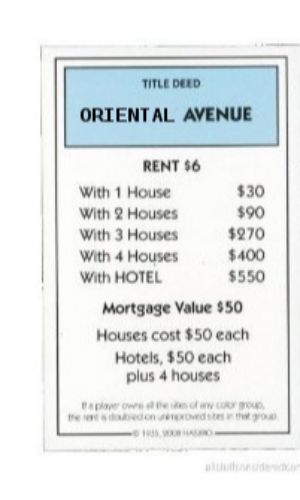 TITLE DEED
ORIENTAL AVENUE
RENT $6
With 1 House $30
With 2 Houses $90
With 3 Houses $270
With 4 Houses $400
With HOTEL $550
Mortgage Value $50
Houses cost $50 each
Hotels, $50 each
plus 4 houses
If a player owns all the sites of any color group,
the rent is doubled on unimproved sites in that group.
© 1935, 2008 HASBRO